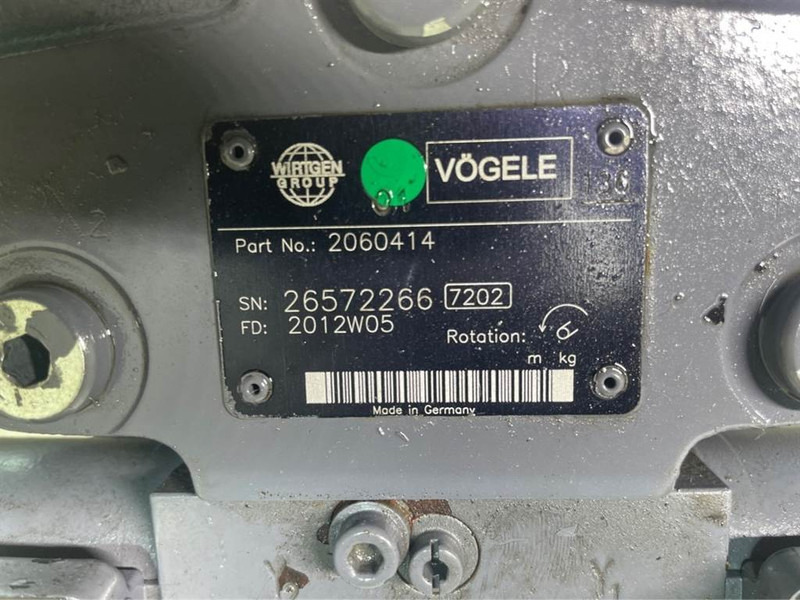 WIRTGEN
GROUP
VÖGELE
Part No.: 2060414
SN: 26572266 7202
FD: 2012W05
Rotation:
m kg
Made in Germany